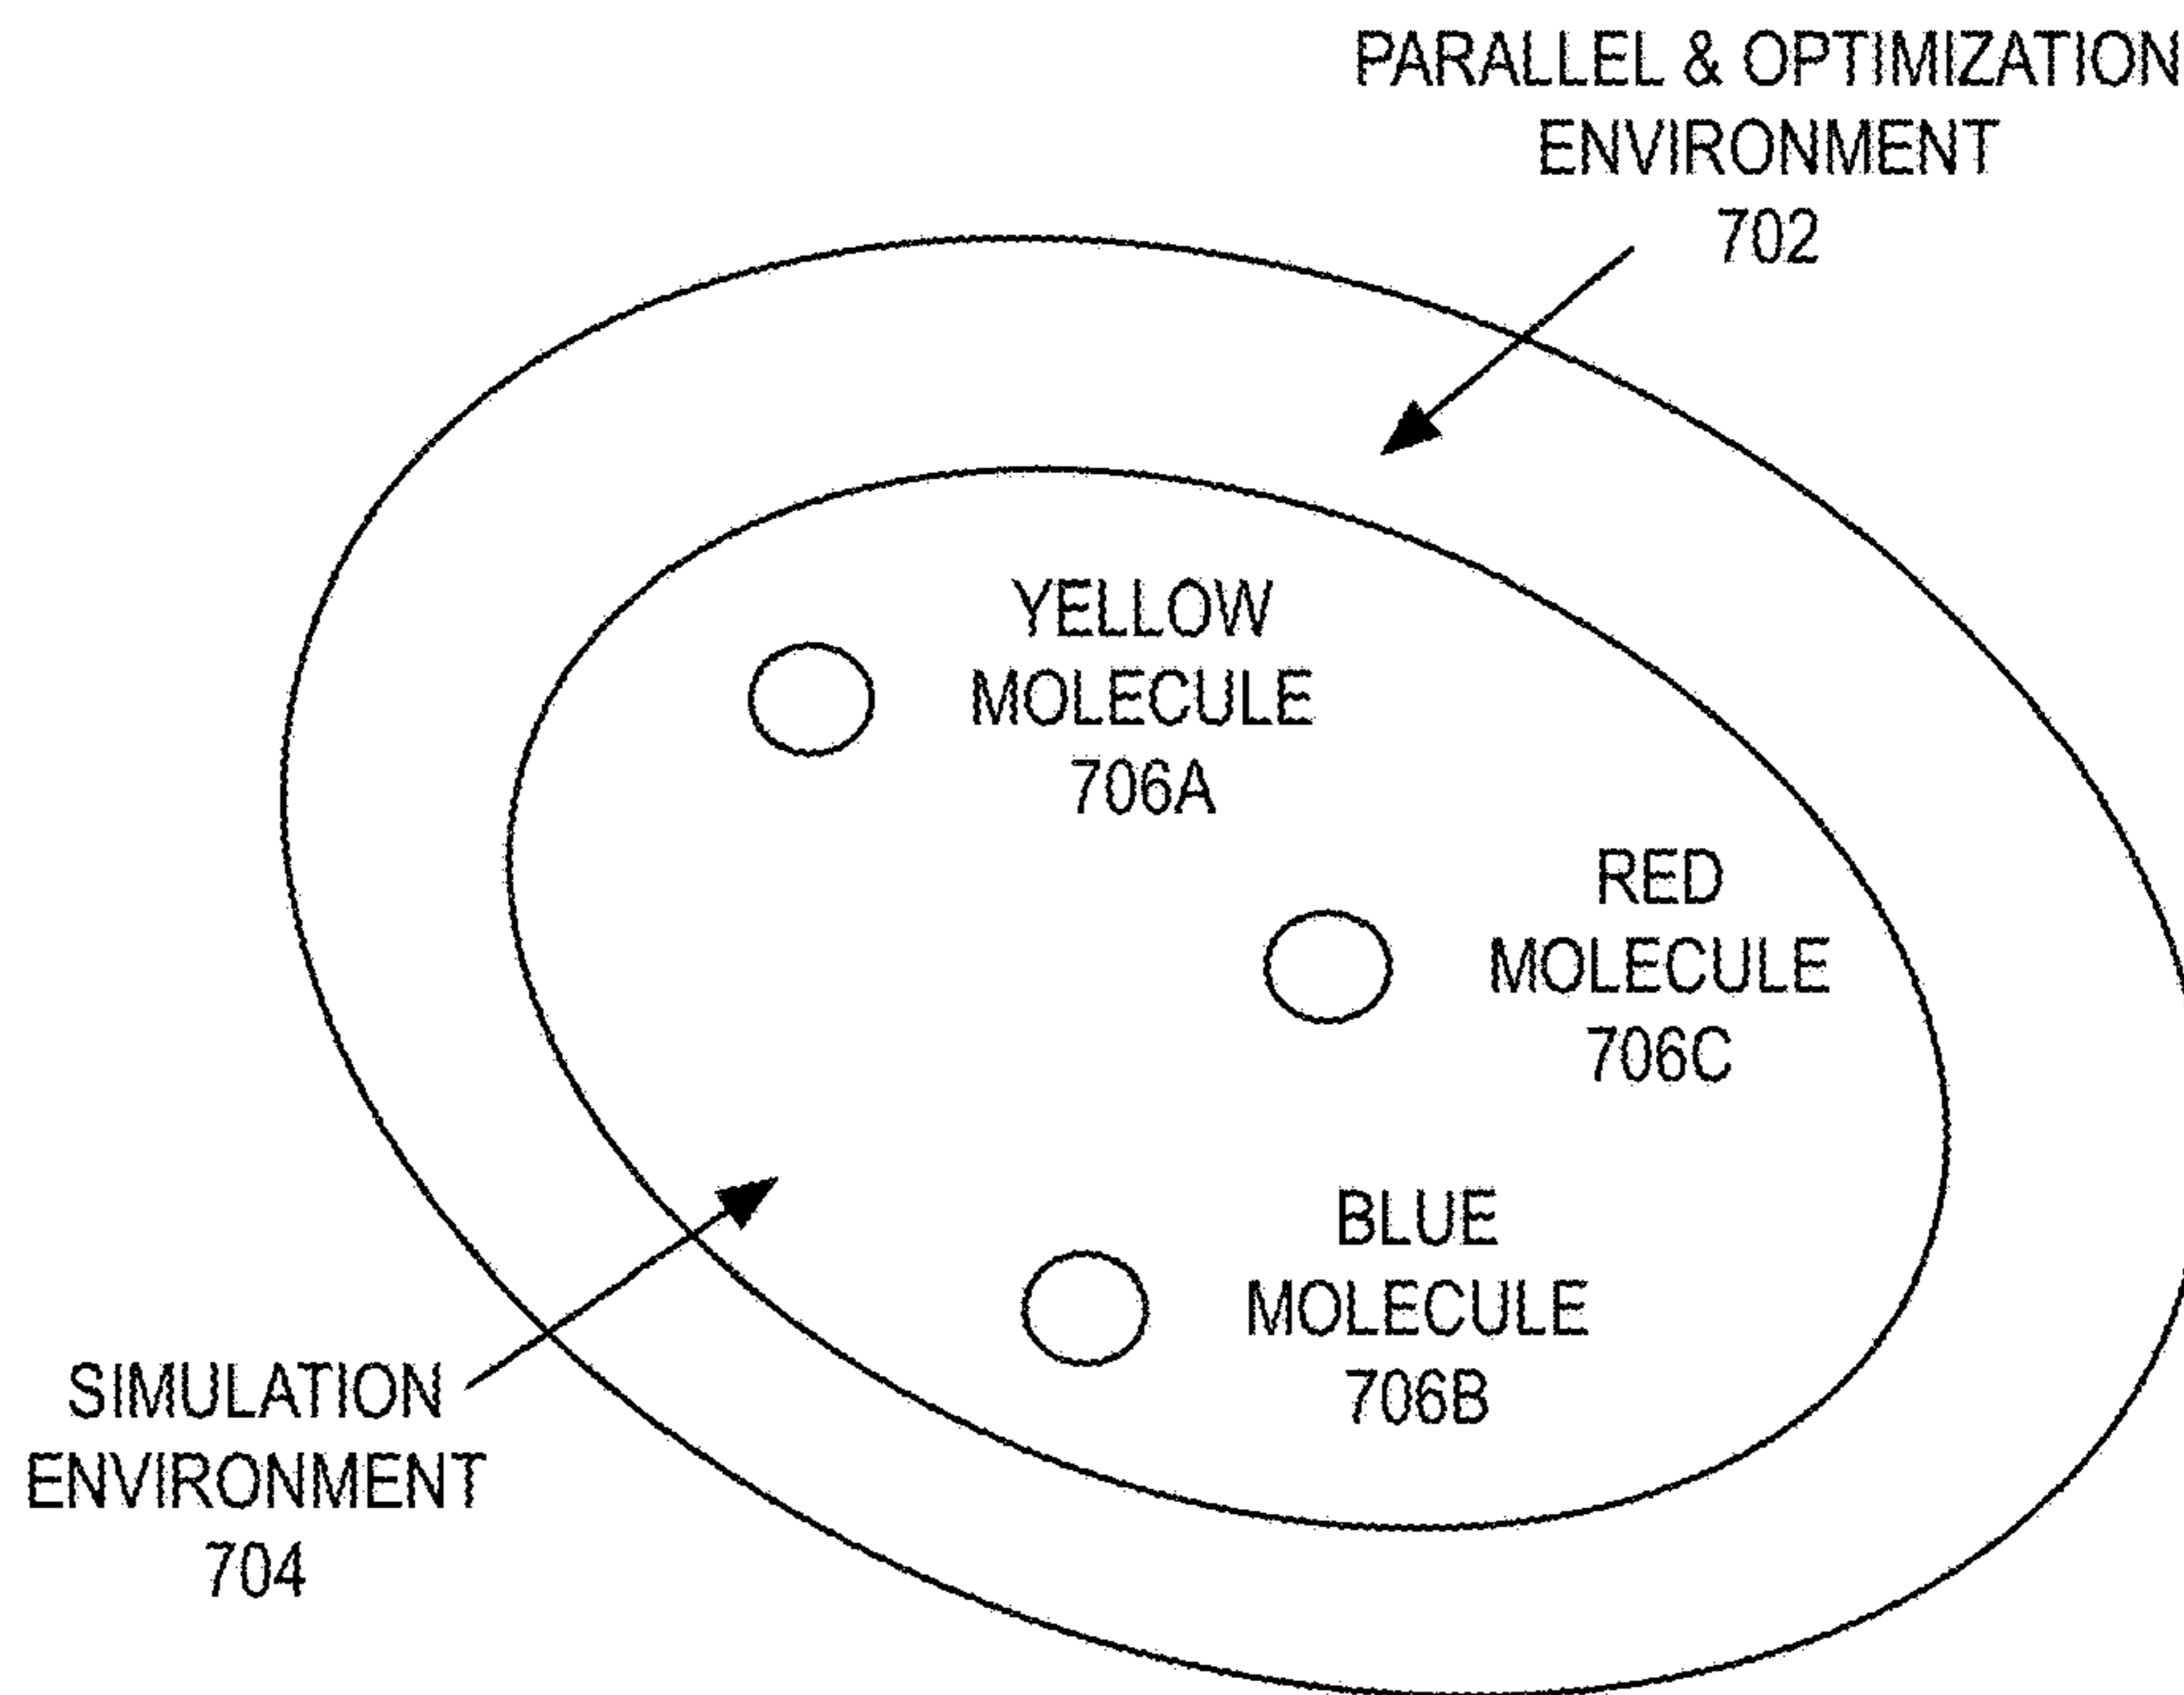 PARALLEL & OPTIMIZATION
ENVIRONMENT
702
YELLOW
MOLECULE
706A
RED
MOLECULE
706C
BLUE
MOLECULE
706B
SIMULATION
ENVIRONMENT
704